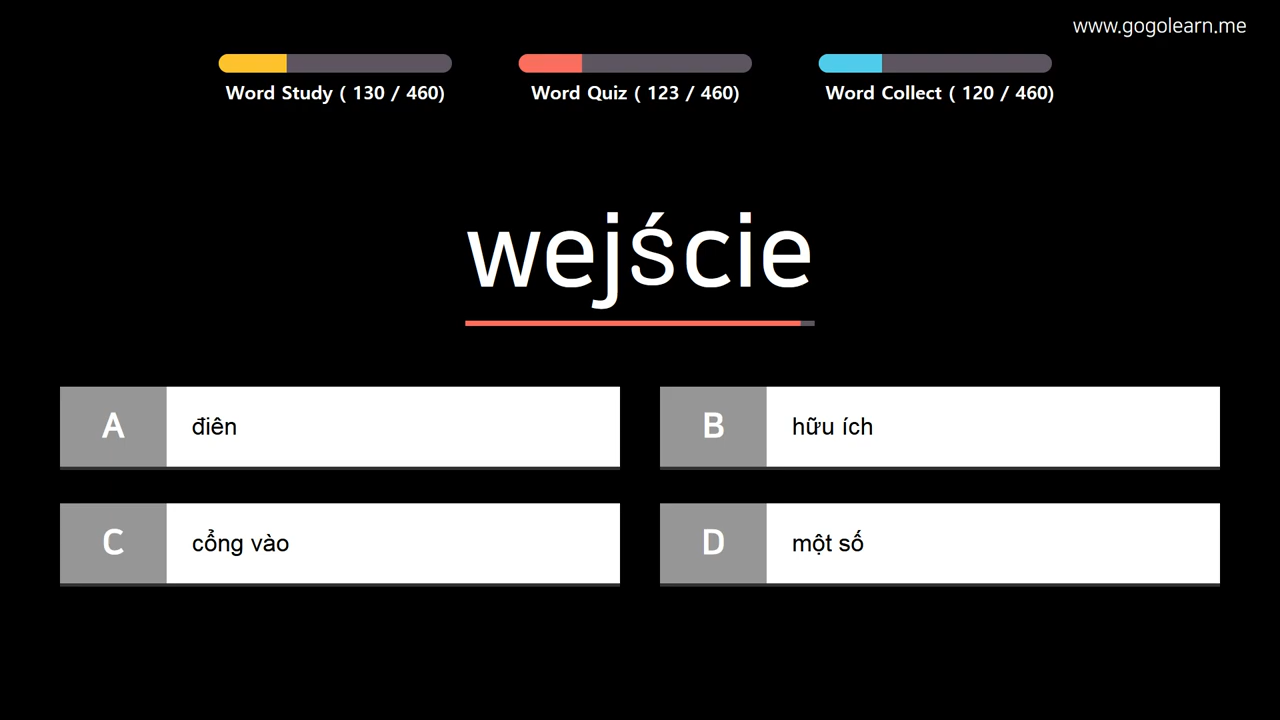 www.gogolearn.me
Word Study ( 130 / 460)
Word Quiz ( 123 / 460)
Word Collect ( 120 / 460)
wejście
A điên
B hữu ích
C cổng vào
D một số